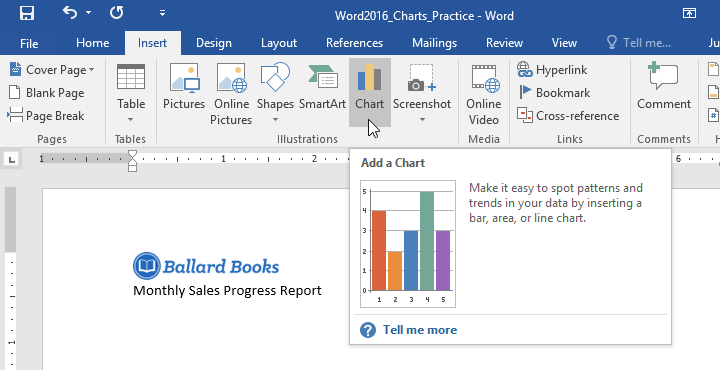 Word2016_Charts_Practice - Word
File Home Insert Design Layout References Mailings Review View Tell me... Ju
Cover Page
Blank Page
Page Break
Pages
Table
Tables
Pictures
Online Pictures
Shapes
SmartArt
Chart
Screenshot
Illustrations
Online Video
Media
Hyperlink
Bookmark
Cross-reference
Links
Comment
Comments
H
1 1 2 6
Add a Chart
5
4
3
2
1
0
1 2 3 4 5
Make it easy to spot patterns and
trends in your data by inserting a
bar, area, or line chart.
Tell me more
Ballard Books
Monthly Sales Progress Report
1